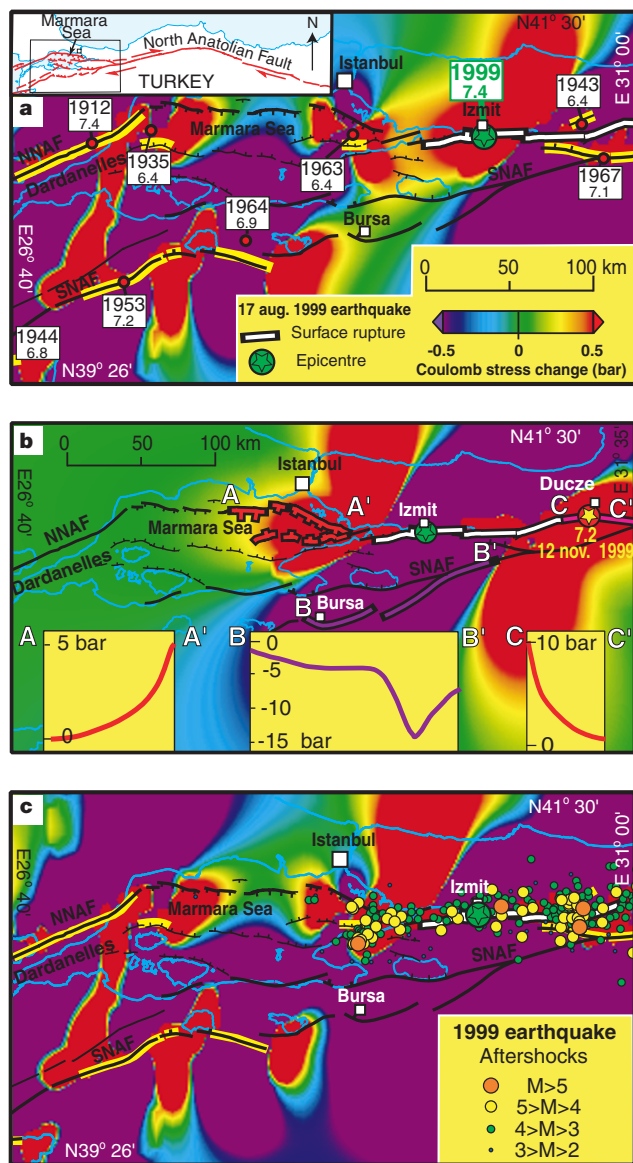 Marmara
Sea
North Anatolian Fault
TURKEY
N
N41° 30'
E 31° 00'
a
Istanbul
1999
7.4
Izmit
1943
6.4
1912
7.4
NNAF
Marmara Sea
Dardanelles
1935
6.4
1963
6.4
SNAF
1967
7.1
1964
6.9
Bursa
E26° 40'
SNAF
1953
7.2
1944
6.8
N39° 26'
0 50 100 km
17 aug. 1999 earthquake
Surface rupture
Epicentre
-0.5 0 0.5
Coulomb stress change (bar)
b
0 50 100 km
N41° 30'
E 31° 35'
E26° 40'
Istanbul
A
A'
Izmit
Ducze
C
C'
NNAF
Marmara Sea
7.2
12 nov. 1999
Dardanelles
SNAF
B'
B
Bursa
A
5 bar
0
A'
B
0
-5
-10
-15 bar
B'
C
10 bar
0
C'
c
N41° 30'
E 31° 00'
E26° 40'
Istanbul
Izmit
NNAF
Marmara Sea
Dardanelles
SNAF
Bursa
SNAF
N39° 26'
1999 earthquake
Aftershocks
M>5
5>M>4
4>M>3
3>M>2